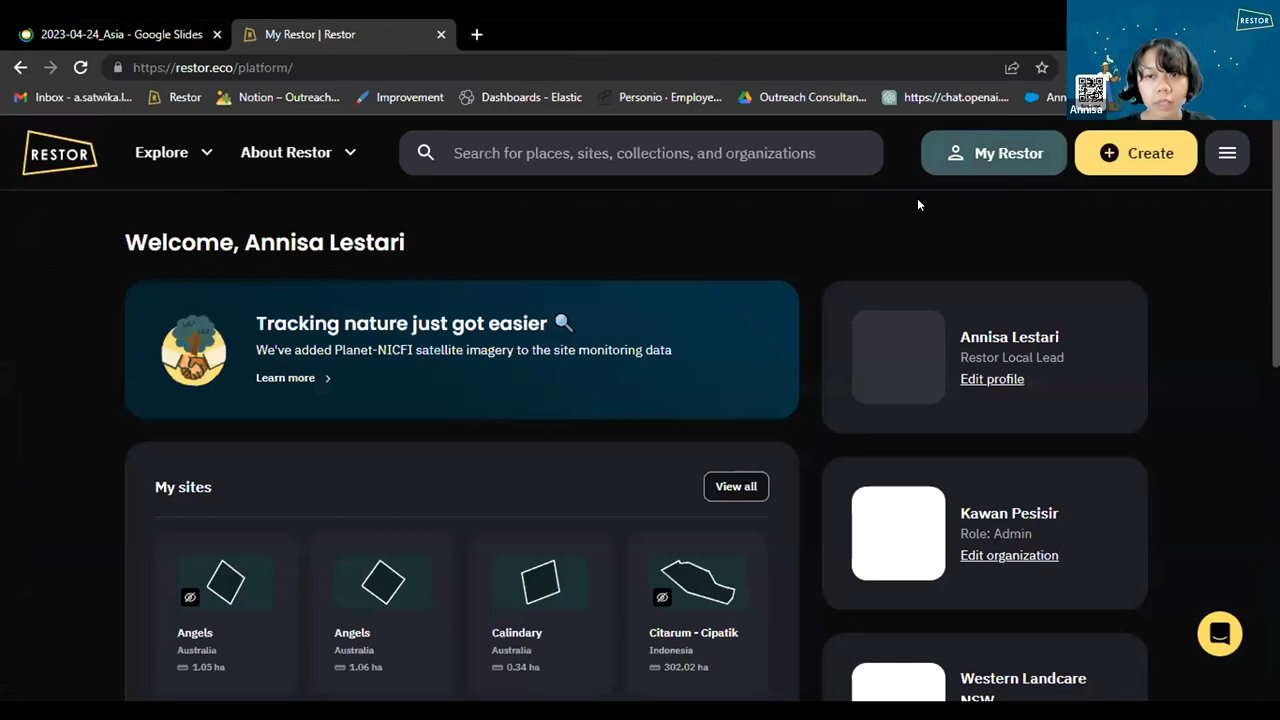 2023-04-24_Asia - Google Slides
My Restor | Restor
https://restor.eco/platform/
Inbox - a.satwika.l...
Restor
Notion – Outreach...
Improvement
Dashboards - Elastic
Personio - Employe...
Outreach Consultan...
https://chat.openai....
Ann
RESTOR
Annisa
RESTOR
Explore
About Restor
Search for places, sites, collections, and organizations
My Restor
Create
Welcome, Annisa Lestari
Tracking nature just got easier
We've added Planet-NICFI satellite imagery to the site monitoring data
Learn more
Annisa Lestari
Restor Local Lead
Edit profile
My sites
View all
Kawan Pesisir
Role: Admin
Edit organization
Angels
Australia
1.05 ha
Angels
Australia
1.06 ha
Calindary
Australia
0.34 ha
Citarum - Cipatik
Indonesia
302.02 ha
Western Landcare
NSW